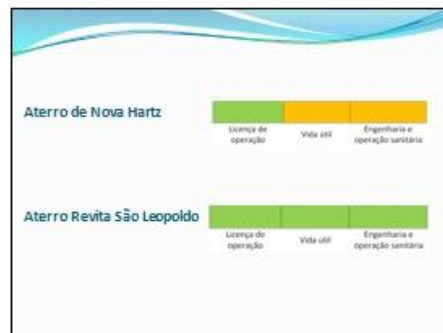 Aterro de Nova Hartz
Licença de
operação
Vida útil
Engenharia e
operação sanitária
Aterro Revita São Leopoldo
Licença de
operação
Vida útil
Engenharia e
operação sanitária